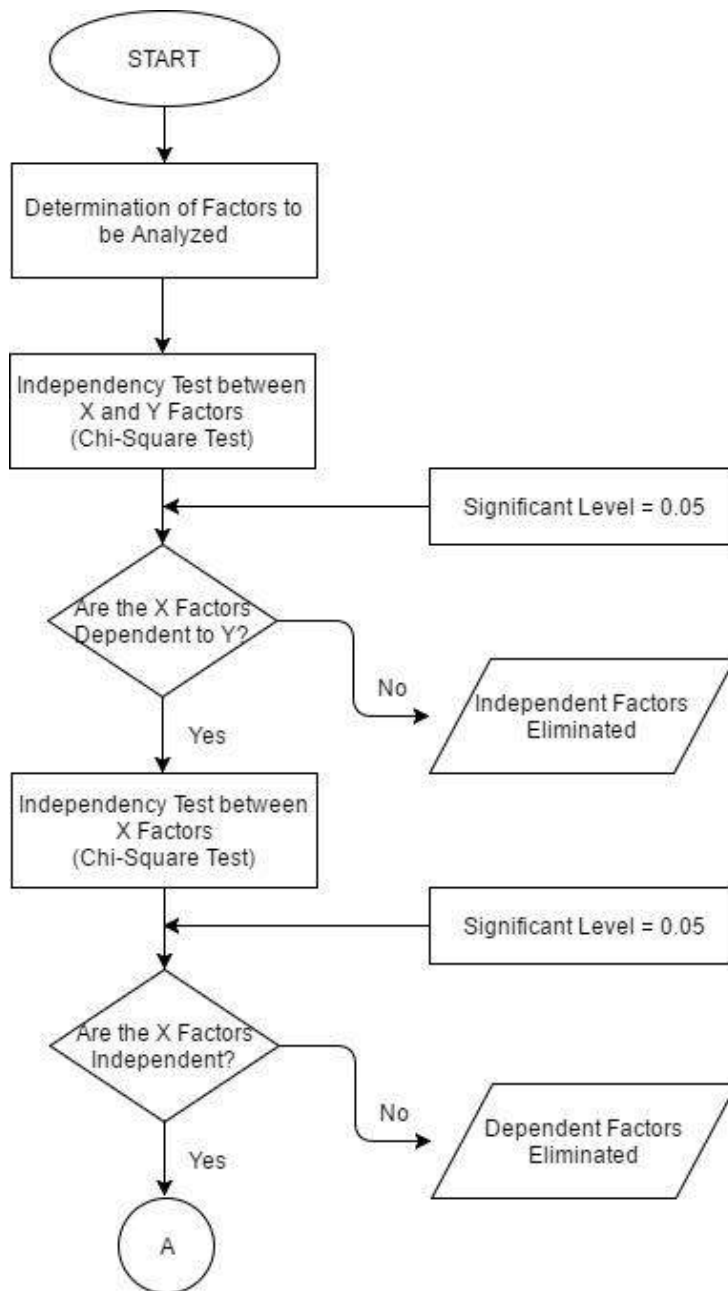 START
Determination of Factors to
be Analyzed
Independency Test between
X and Y Factors
(Chi-Square Test)
Significant Level = 0.05
Are the X Factors
Dependent to Y?
No
Independent Factors
Eliminated
Yes
Independency Test between
X Factors
(Chi-Square Test)
Significant Level = 0.05
Are the X Factors
Independent?
No
Dependent Factors
Eliminated
Yes
A